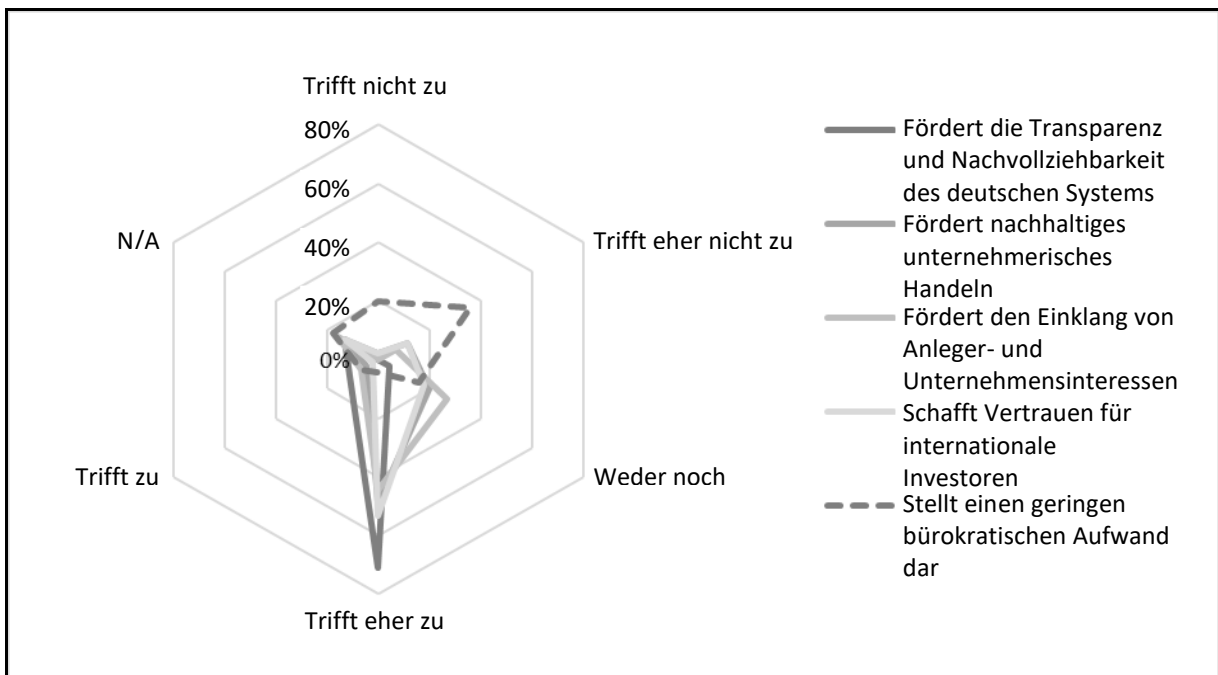 Trifft nicht zu
80%
60%
40%
20%
0%
N/A
Trifft eher nicht zu
Trifft zu
Weder noch
Trifft eher zu
Fördert die Transparenz
und Nachvollziehbarkeit
des deutschen Systems
Fördert nachhaltiges
unternehmerisches
Handeln
Fördert den Einklang von
Anleger- und
Unternehmensinteressen
Schafft Vertrauen für
internationale
Investoren
Stellt einen geringen
bürokratischen Aufwand
dar